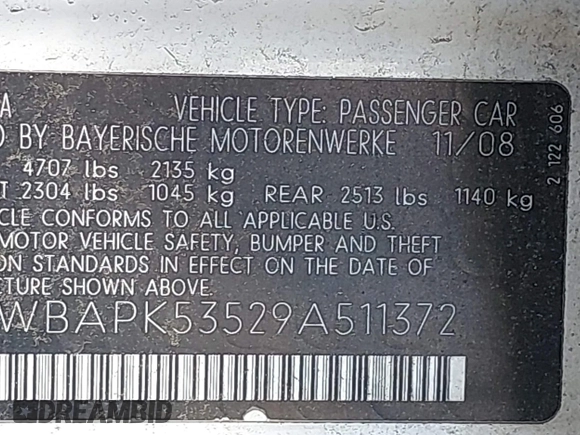 A VEHICLE TYPE: PASSENGER CAR
D BY BAYERISCHE MOTORENWERKE 11/08
4707 lbs 2135 kg
T 2304 lbs 1045 kg REAR 2513 lbs 1140 kg
ICLE CONFORMS TO ALL APPLICABLE U.S.
MOTOR VEHICLE SAFETY, BUMPER AND THEFT
ON STANDARDS IN EFFECT ON THE DATE OF
TURE SHOWN ABOVE.
WBAPK53529A511372
2 122 606
DREAMBID